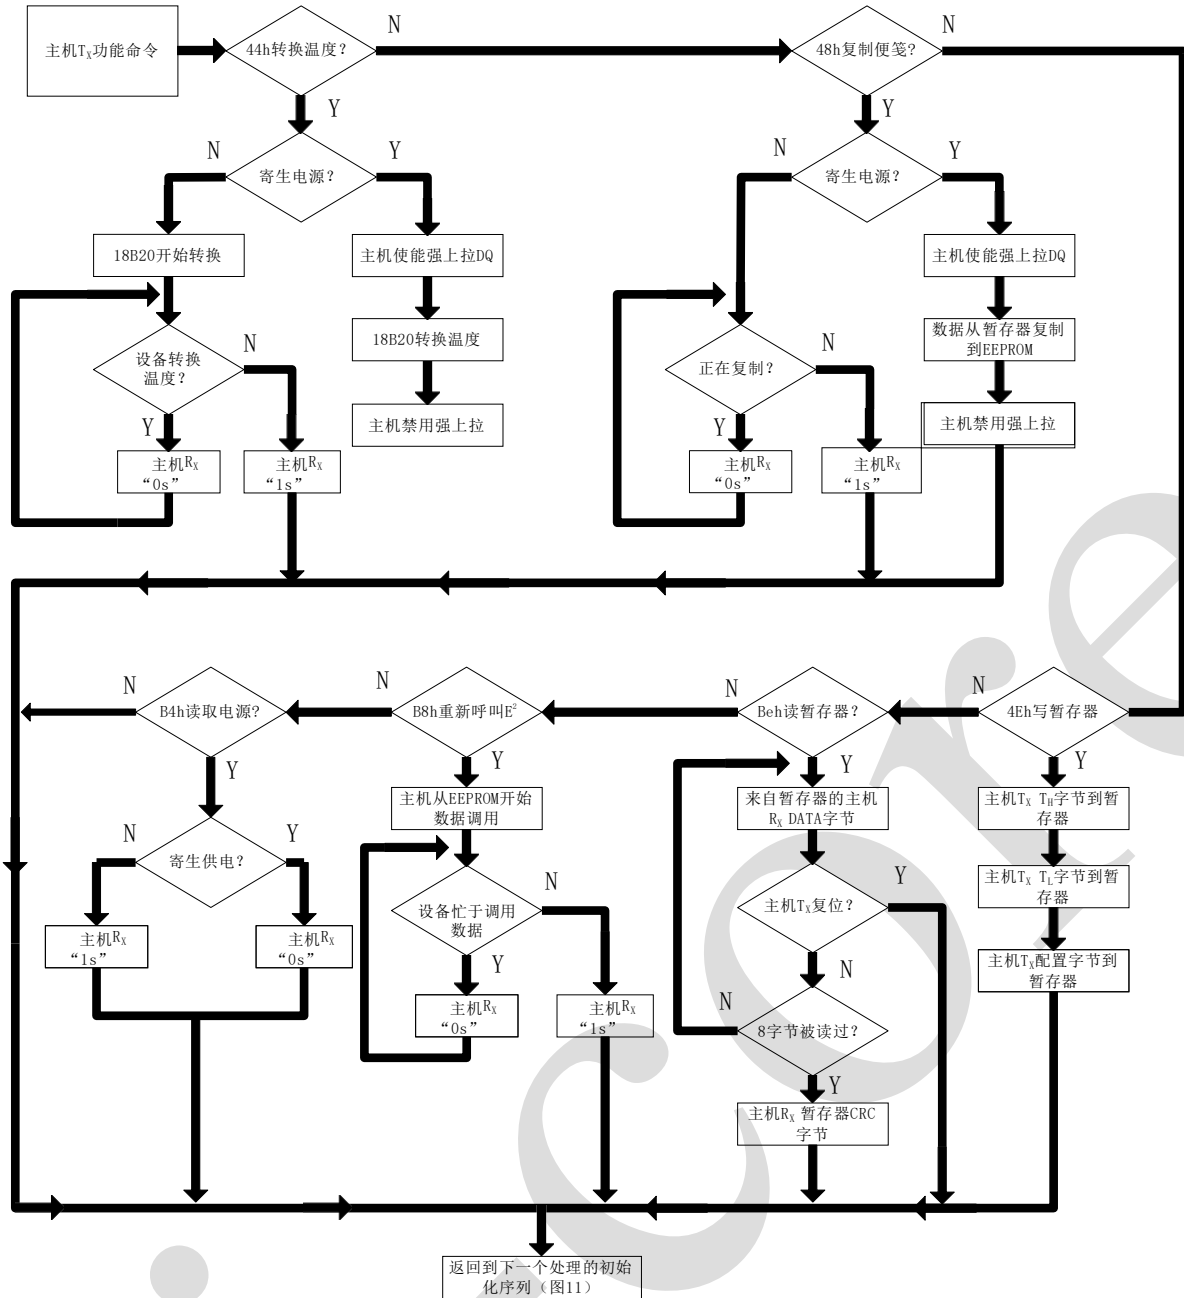 主机TX功能命令
44h转换温度?
N
48h复制便笺?
N
Y
Y
N
寄生电源?
Y
N
寄生电源?
Y
18B20开始转换
主机使能强上拉DQ
主机使能强上拉DQ
18B20转换温度
数据从暂存器复制
到EEPROM
设备转换
温度?
N
正在复制?
N
主机禁用强上拉
主机禁用强上拉
Y
Y
主机RX
“0s”
主机RX
“1s”
主机RX
“0s”
主机RX
“1s”
N
B4h读取电源?
N
B8h重新呼叫E²
N
Beh读暂存器?
N
4Eh写暂存器
Y
Y
Y
Y
主机从EEPROM开始
数据调用
来自暂存器的主机
RX DATA字节
主机TX TH字节到暂
存器
N
寄生供电?
Y
设备忙于调用
数据
N
主机TX复位?
Y
主机TX TL字节到暂
存器
主机RX
“1s”
主机RX
“0s”
Y
N
主机TX配置字节到
暂存器
主机RX
“0s”
主机RX
“1s”
N
8字节被读过?
Y
主机RX 暂存器CRC
字节
返回到下一个处理的初始
化序列（图11）
icore